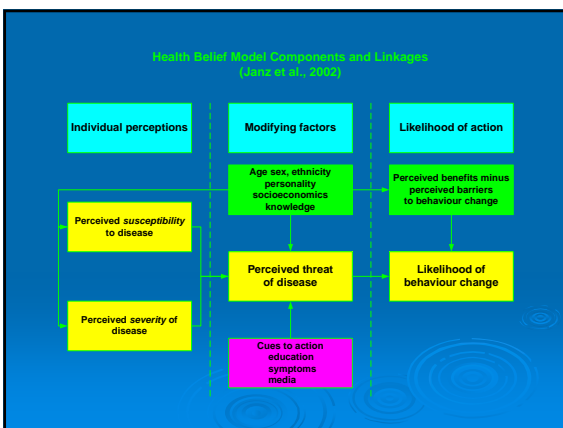 Health Belief Model Components and Linkages
(Janz et al., 2002)
Individual perceptions
Modifying factors
Likelihood of action
Age sex, ethnicity
personality
socioeconomics
knowledge
Perceived benefits minus
perceived barriers
to behaviour change
Perceived susceptibility
to disease
Perceived threat
of disease
Likelihood of
behaviour change
Perceived severity of
disease
Cues to action
education
symptoms
media